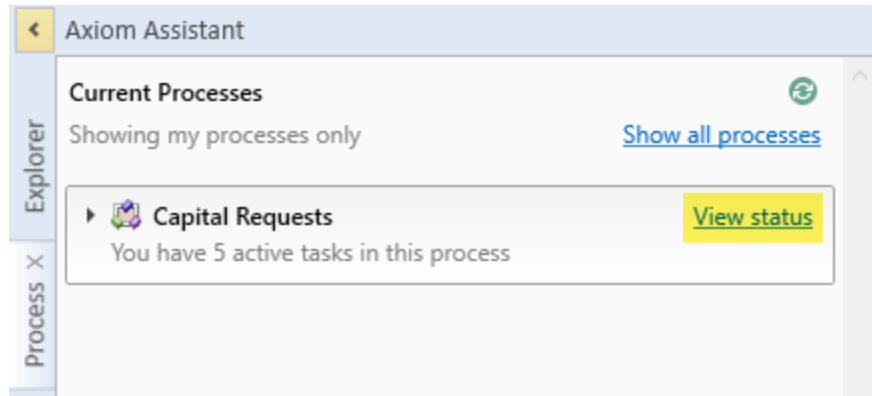 Axiom Assistant
Current Processes
Showing my processes only
Show all processes
Capital Requests
View status
You have 5 active tasks in this process
Explorer
Process X